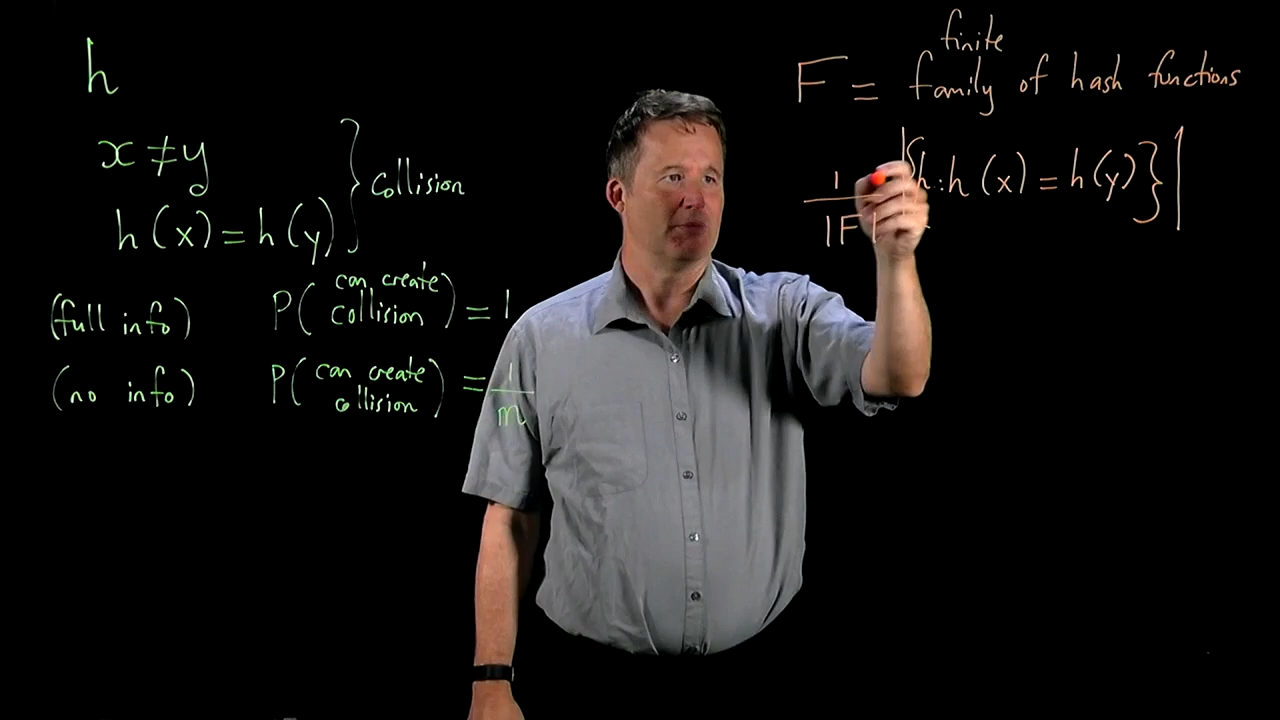 h
x ≠ y
h(x) = h(y) } collision
(full info) P(can create collision) = 1
(no info) P(can create collision) = 1/m
F = finite family of hash functions
1/|F| |{h : h(x) = h(y)}|